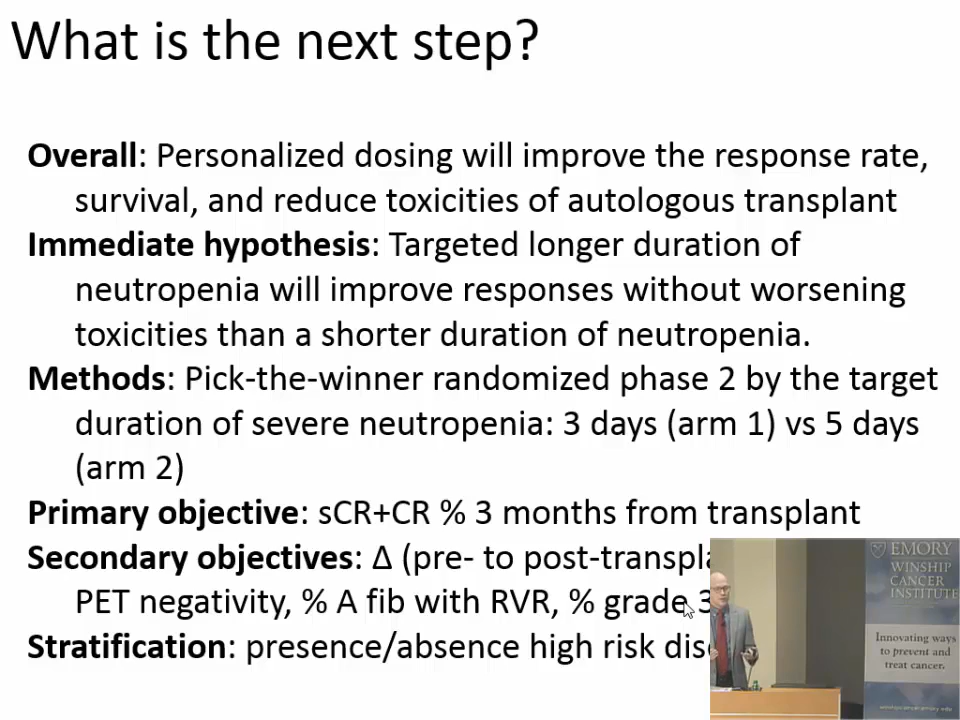 What is the next step?
Overall: Personalized dosing will improve the response rate,
survival, and reduce toxicities of autologous transplant
Immediate hypothesis: Targeted longer duration of
neutropenia will improve responses without worsening
toxicities than a shorter duration of neutropenia.
Methods: Pick-the-winner randomized phase 2 by the target
duration of severe neutropenia: 3 days (arm 1) vs 5 days
(arm 2)
Primary objective: sCR+CR % 3 months from transplant
Secondary objectives: Δ (pre- to
PET negativity, % A fib with RVR, % grade 3
Stratification: presence/absence high risk
EMORY
WINSHIP
CANCER
INSTITUTE
Innovating ways
to prevent and
treat cancer.